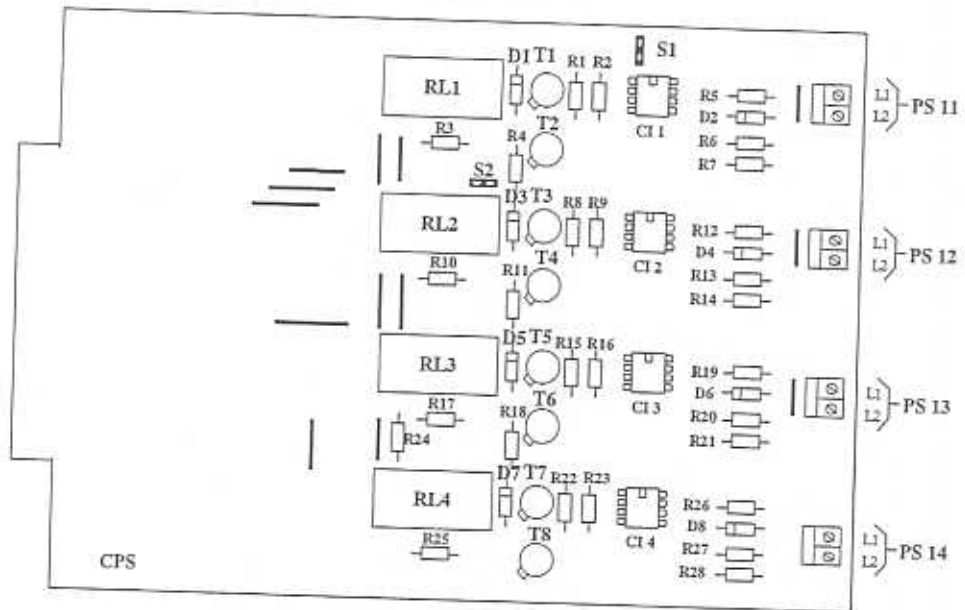 D1 T1 R1 R2 S1
RL1
CI 1
R5
D2
R6
R7
L1
L2
PS 11
R3
R4
T2
S2
D3 T3 R8 R9
RL2
CI 2
R12
D4
R13
R14
L1
L2
PS 12
R10
R11
T4
D5 T5 R15 R16
RL3
CI 3
R19
D6
R20
R21
L1
L2
PS 13
R17
R24
R18
T6
D7 T7 R22 R23
RL4
CI 4
R26
D8
R27
R28
L1
L2
PS 14
R25
T8
CPS